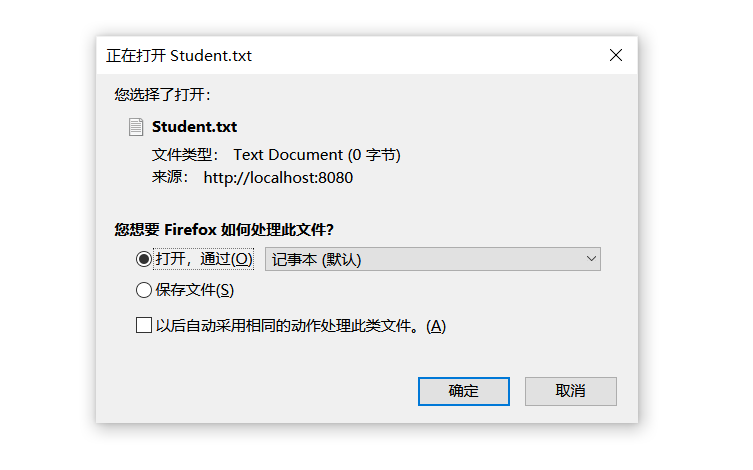 正在打开 Student.txt
您选择了打开：
Student.txt
文件类型： Text Document (0 字节)
来源： http://localhost:8080
您想要 Firefox 如何处理此文件？
打开，通过(O) 记事本 (默认)
保存文件(S)
以后自动采用相同的动作处理此类文件。(A)
确定 取消